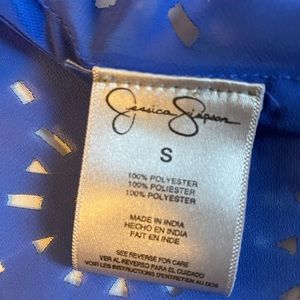 Jessica Simpson
S
100% POLYESTER
100% POLIÉSTER
100% POLYESTER
MADE IN INDIA
HECHO EN INDIA
FAIT EN INDE
SEE REVERSE FOR CARE
VER AL REVERSO PARA EL CUIDADO
VOIR LES INSTRUCTIONS D'ENTRETIEN AU DOS